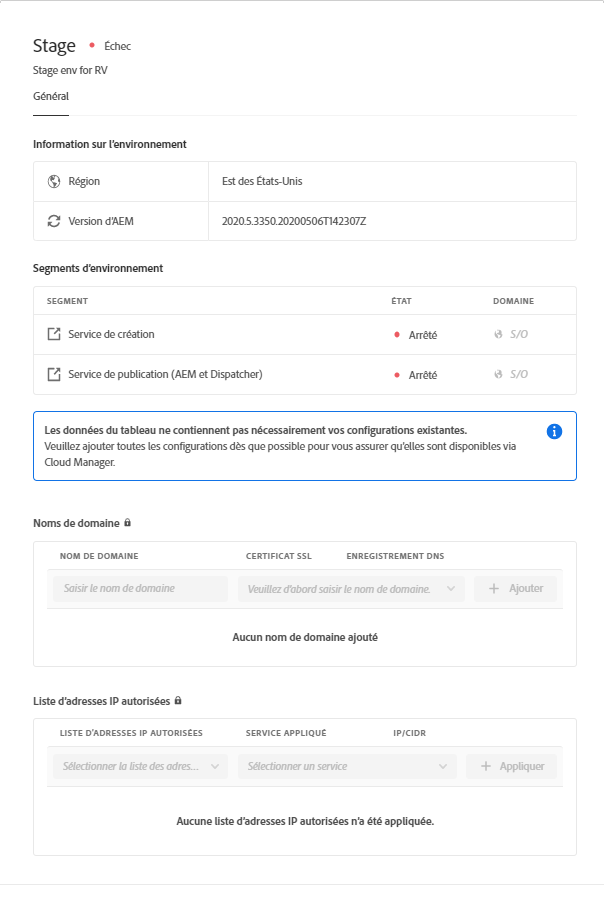 Stage Échec
Stage env for RV
Général
Information sur l'environnement
Région Est des États-Unis
Version d'AEM 2020.5.3350.20200506T142307Z
Segments d'environnement
SEGMENT ÉTAT DOMAINE
Service de création Arrêté S/O
Service de publication (AEM et Dispatcher) Arrêté S/O
Les données du tableau ne contiennent pas nécessairement vos configurations existantes.
Veuillez ajouter toutes les configurations dès que possible pour vous assurer qu'elles sont disponibles via
Cloud Manager.
Noms de domaine
NOM DE DOMAINE CERTIFICAT SSL ENREGISTREMENT DNS
Saisir le nom de domaine Veuillez d'abord saisir le nom de domaine. Ajouter
Aucun nom de domaine ajouté
Liste d'adresses IP autorisées
LISTE D'ADRESSES IP AUTORISÉES SERVICE APPLIQUÉ IP/CIDR
Sélectionner la liste des adres... Sélectionner un service Appliquer
Aucune liste d'adresses IP autorisées n'a été appliquée.